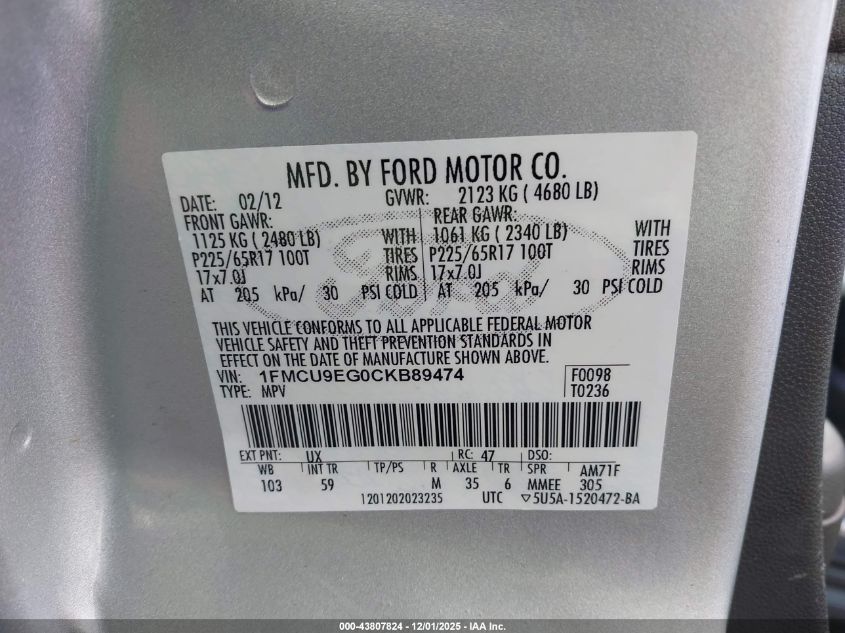 MFD. BY FORD MOTOR CO.
DATE: 02/12 GVWR: 2123 KG ( 4680 LB)
FRONT GAWR: REAR GAWR:
1125 KG ( 2480 LB) WITH 1061 KG ( 2340 LB) WITH
P225/65R17 100T TIRES P225/65R17 100T TIRES
17x7.0J RIMS 17x7.0J RIMS
AT 205 kPa/ 30 PSI COLD AT 205 kPa/ 30 PSI COLD
THIS VEHICLE CONFORMS TO ALL APPLICABLE FEDERAL MOTOR
VEHICLE SAFETY AND THEFT PREVENTION STANDARDS IN
EFFECT ON THE DATE OF MANUFACTURE SHOWN ABOVE.
VIN: 1FMCU9EG0CKB89474 F0098
TYPE: MPV T0236
EXT PNT: UX RC: 47 DSO:
WB INT TR TP/PS R AXLE TR SPR AM71F
103 59 M 35 6 MMEE 305
1201202023235 UTC ▽5U5A-1520472-BA
000-43807824 - 12/01/2025 - IAA Inc.